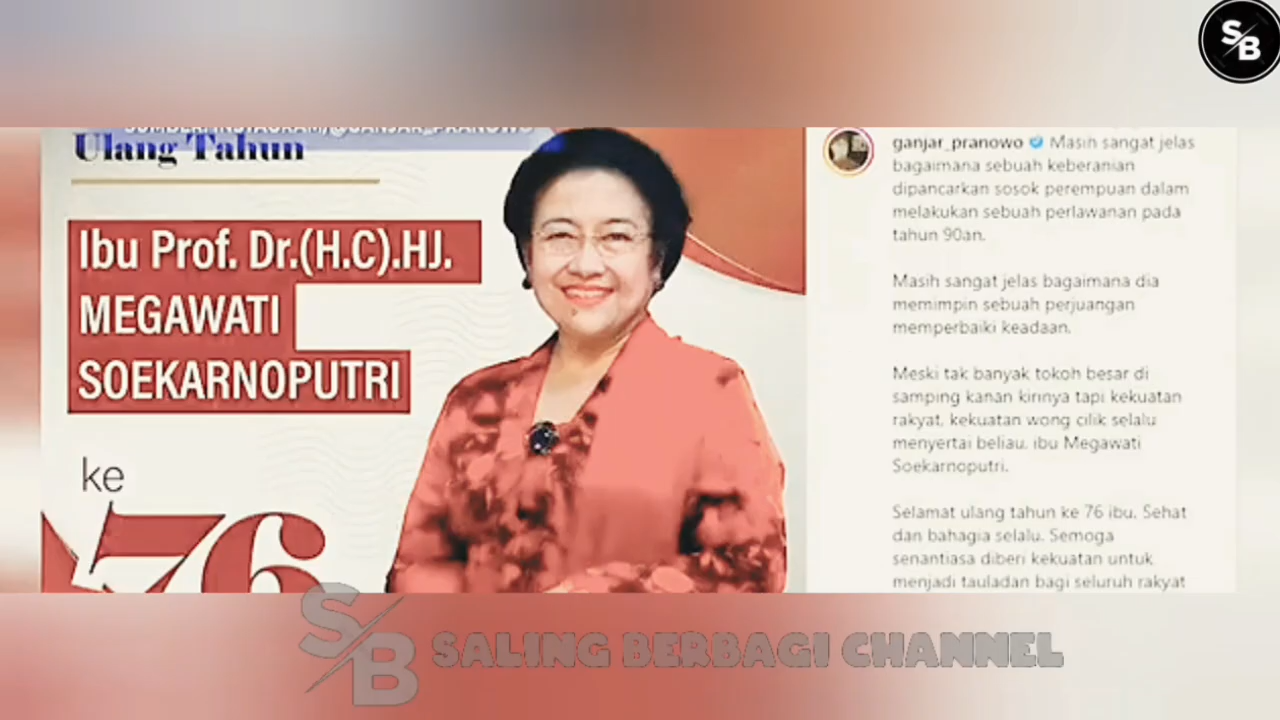 SB
SUMBER: INSTAGRAM/@GANJAR_PRANOWO
Ulang Tahun
Ibu Prof. Dr.(H.C).HJ.
MEGAWATI
SOEKARNOPUTRI
ke
76
ganjar_pranowo Masih sangat jelas
bagaimana sebuah keberanian
dipancarkan sosok perempuan dalam
melakukan sebuah perlawanan pada
tahun 90an.
Masih sangat jelas bagaimana dia
memimpin sebuah perjuangan
memperbaiki keadaan.
Meski tak banyak tokoh besar di
samping kanan kirinya tapi kekuatan
rakyat, kekuatan wong cilik selalu
menyertai beliau. ibu Megawati
Soekarnoputri.
Selamat ulang tahun ke 76 ibu. Sehat
dan bahagia selalu. Semoga
senantiasa diberi kekuatan untuk
menjadi tauladan bagi seluruh rakyat
SB SALING BERBAGI CHANNEL